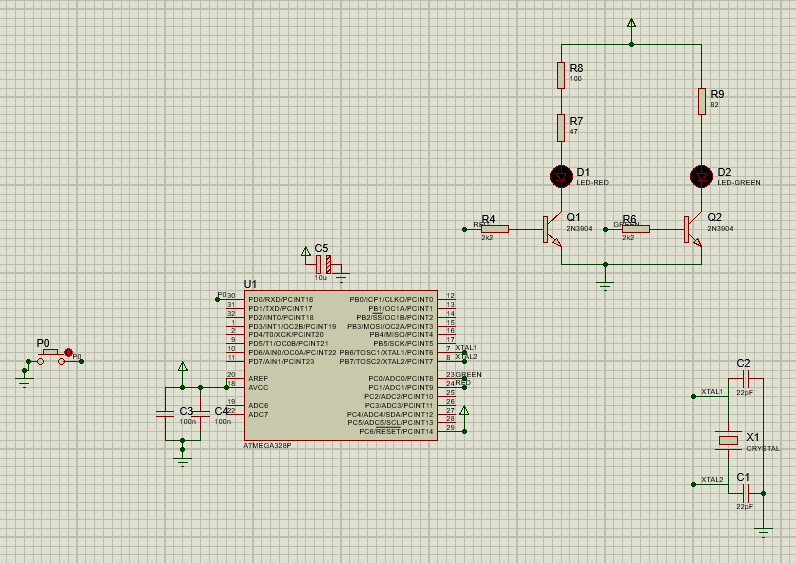 R8
100
R9
82
R7
47
D1
LED-RED
D2
LED-GREEN
RED
R4
2k2
Q1
2N3904
GREEN
R6
2k2
Q2
2N3904
C5
10u
U1
P0 30 PD0/RXD/PCINT16 PB0/ICP1/CLKO/PCINT0 12
31 PD1/TXD/PCINT17 PB1/OC1A/PCINT1 13
32 PD2/INT0/PCINT18 PB2/SS/OC1B/PCINT2 14
1 PD3/INT1/OC2B/PCINT19 PB3/MOSI/OC2A/PCINT3 15
2 PD4/T0/XCK/PCINT20 PB4/MISO/PCINT4 16
9 PD5/T1/OC0B/PCINT21 PB5/SCK/PCINT5 17
10 PD6/AIN0/OC0A/PCINT22 PB6/TOSC1/XTAL1/PCINT6 7 XTAL1
11 PD7/AIN1/PCINT23 PB7/TOSC2/XTAL2/PCINT7 8 XTAL2
20 AREF PC0/ADC0/PCINT8 23 GREEN
18 AVCC PC1/ADC1/PCINT9 24 RED
PC2/ADC2/PCINT10 25
19 ADC6 PC3/ADC3/PCINT11 26
22 ADC7 PC4/ADC4/SDA/PCINT12 27
PC5/ADC5/SCL/PCINT13 28
PC6/RESET/PCINT14 29
ATMEGA328P
P0
P0
C3
100n
C4
100n
C2
22pF
XTAL1
X1
CRYSTAL
XTAL2
C1
22pF